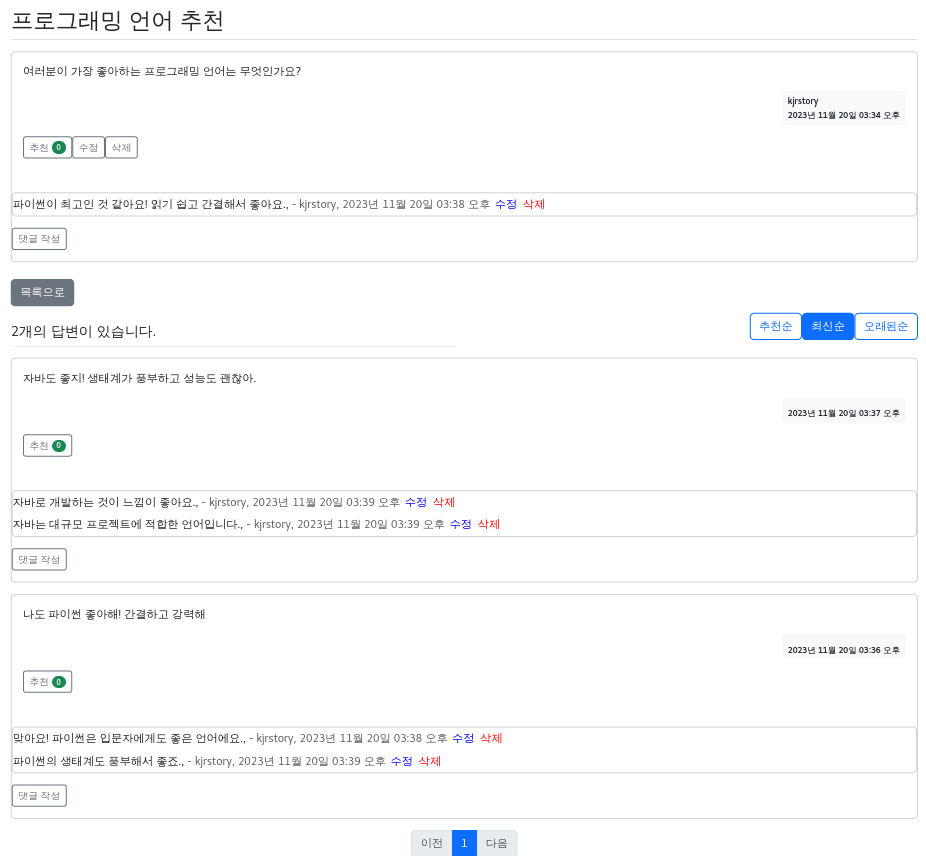 프로그래밍 언어 추천
여러분이 가장 좋아하는 프로그래밍 언어는 무엇인가요?
kjrstory
2023년 11월 20일 03:34 오후
추천 0 수정 삭제
파이썬이 최고인 것 같아요! 읽기 쉽고 간결해서 좋아요., - kjrstory, 2023년 11월 20일 03:38 오후 수정 삭제
댓글 작성
목록으로
2개의 답변이 있습니다.
추천순 최신순 오래된순
자바도 좋지! 생태계가 풍부하고 성능도 괜찮아.
2023년 11월 20일 03:37 오후
추천 0
자바로 개발하는 것이 느낌이 좋아요., - kjrstory, 2023년 11월 20일 03:39 오후 수정 삭제
자바는 대규모 프로젝트에 적합한 언어입니다., - kjrstory, 2023년 11월 20일 03:39 오후 수정 삭제
댓글 작성
나도 파이썬 좋아해! 간결하고 강력해
2023년 11월 20일 03:36 오후
추천 0
맞아요! 파이썬은 입문자에게도 좋은 언어에요., - kjrstory, 2023년 11월 20일 03:38 오후 수정 삭제
파이썬의 생태계도 풍부해서 좋죠., - kjrstory, 2023년 11월 20일 03:39 오후 수정 삭제
댓글 작성
이전 1 다음